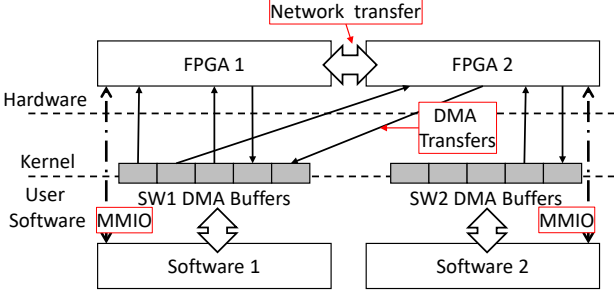 Network transfer
FPGA 1
FPGA 2
Hardware
DMA
Transfers
Kernel
User
Software
SW1 DMA Buffers
SW2 DMA Buffers
MMIO
MMIO
Software 1
Software 2